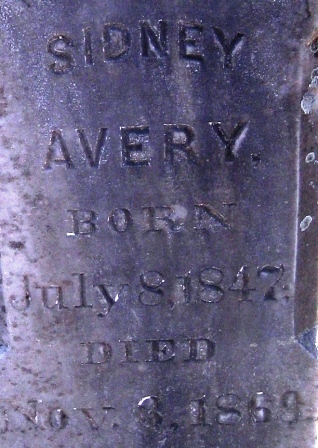 SIDNEY
AVERY.
BORN
July 8, 1847.
DIED
Nov. 3, 1869.